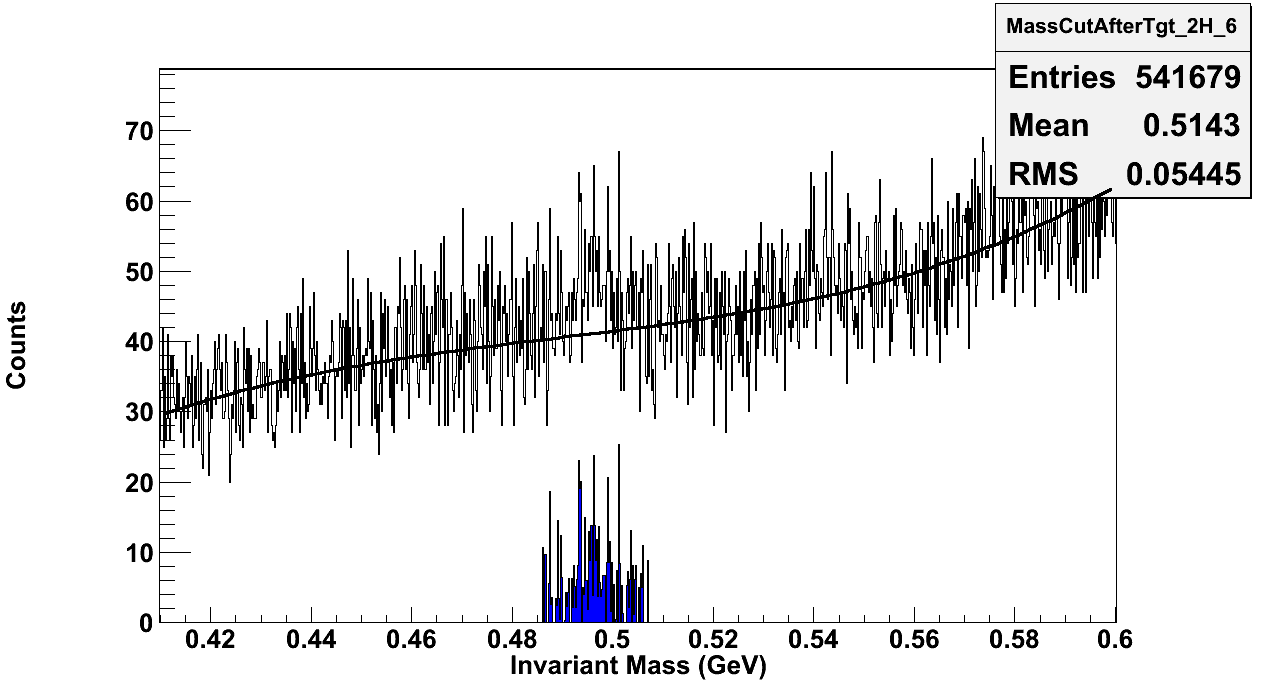 MassCutAfterTgt_2H_6
Entries 541679
Mean 0.5143
RMS 0.05445
70
60
50
40
30
20
10
0
Counts
0.42 0.44 0.46 0.48 0.5 0.52 0.54 0.56 0.58 0.6
Invariant Mass (GeV)